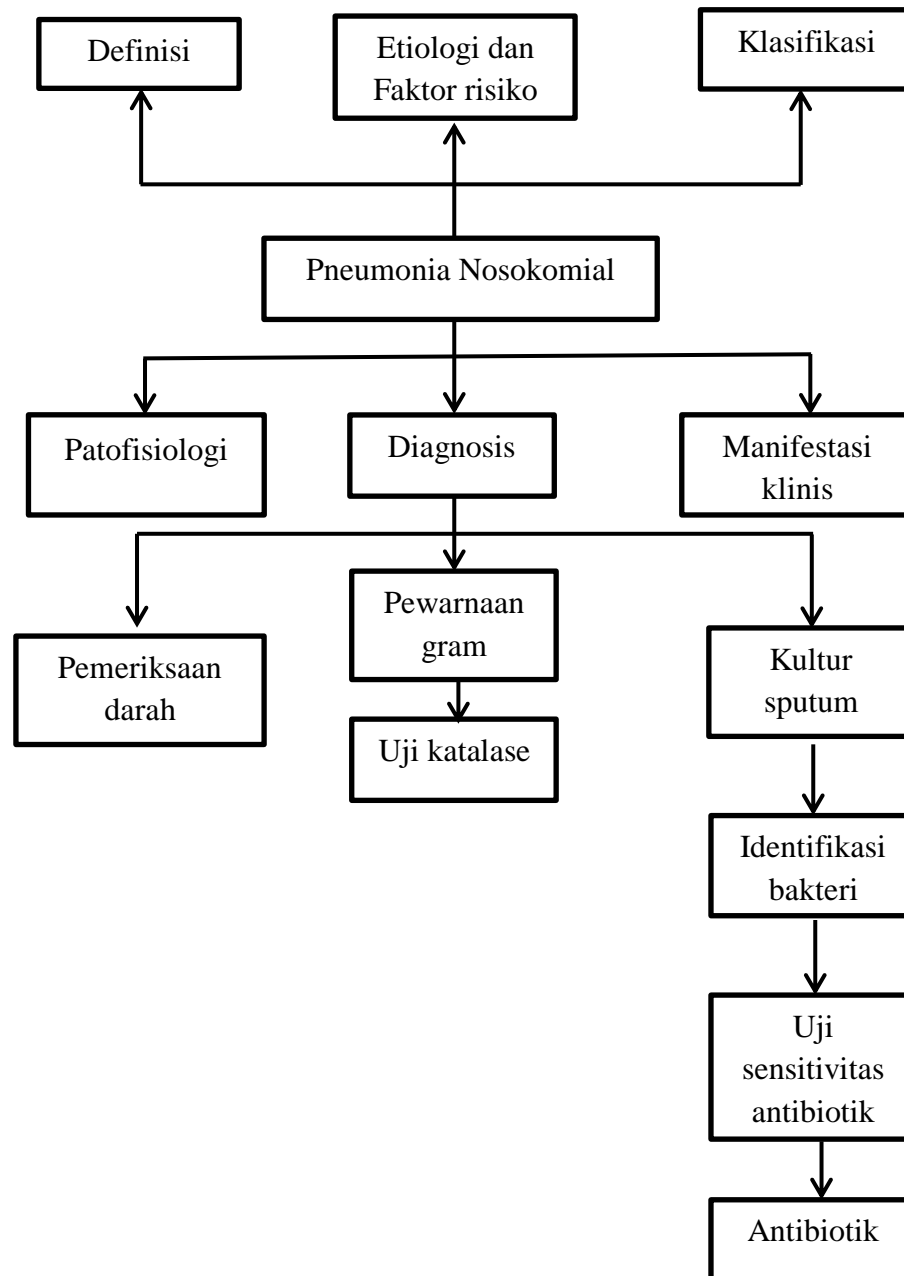 Definisi
Etiologi dan
Faktor risiko
Klasifikasi
Pneumonia Nosokomial
Patofisiologi
Diagnosis
Manifestasi
klinis
Pemeriksaan
darah
Pewarnaan
gram
Kultur
sputum
Uji katalase
Identifikasi
bakteri
Uji
sensitivitas
antibiotik
Antibiotik